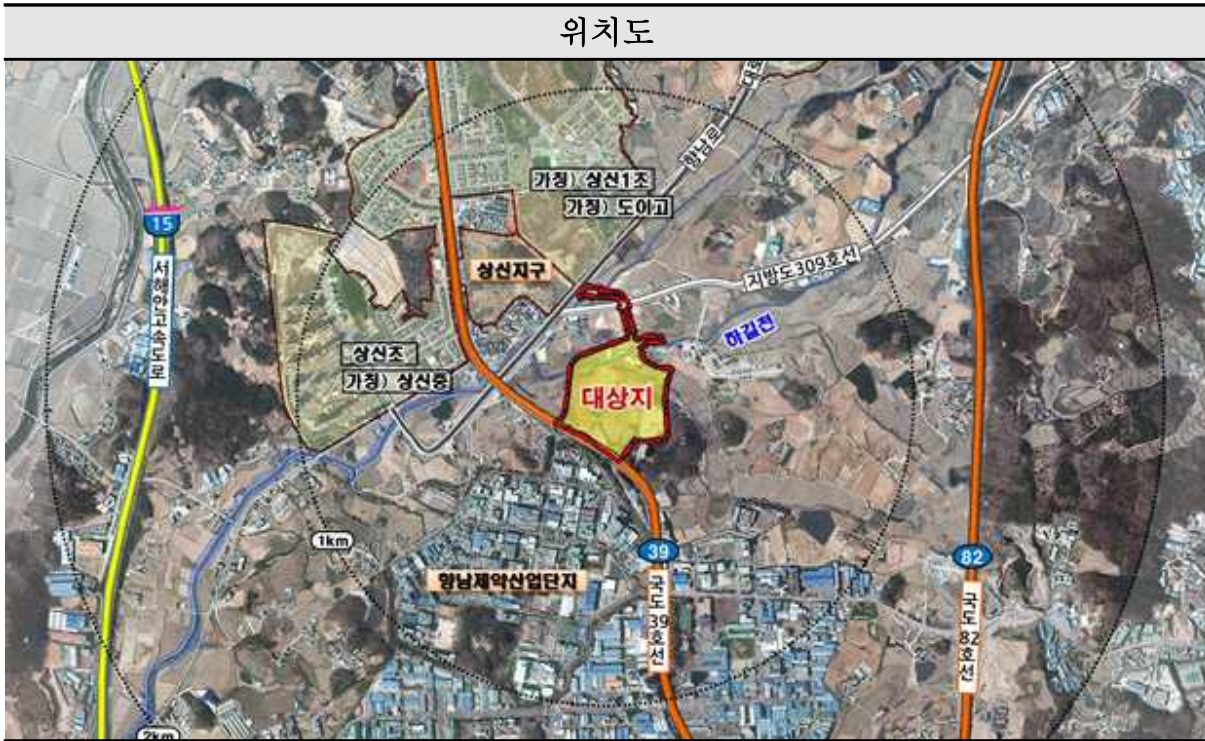 위치도
향남로
가칭) 상신1초
가칭) 도이고
15
서해안고속도로
상신지구
지방도309호선
하길천
상신초
가칭) 상신중
대상지
1km
39
82
향남제약산업단지
국도 39호선
국도 82호선
2km